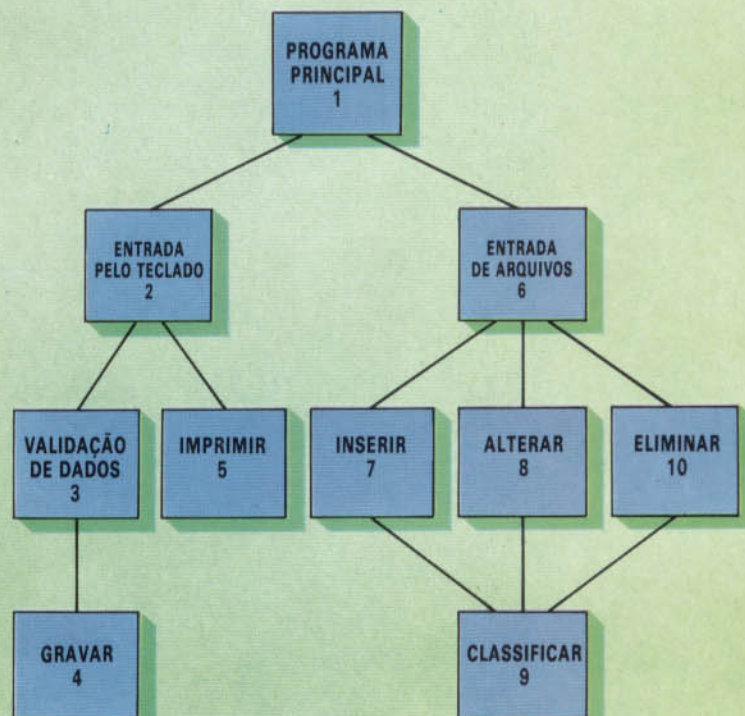 PROGRAMA
PRINCIPAL
1
ENTRADA
PELO TECLADO
2
ENTRADA
DE ARQUIVOS
6
VALIDAÇÃO
DE DADOS
3
IMPRIMIR
5
INSERIR
7
ALTERAR
8
ELIMINAR
10
GRAVAR
4
CLASSIFICAR
9